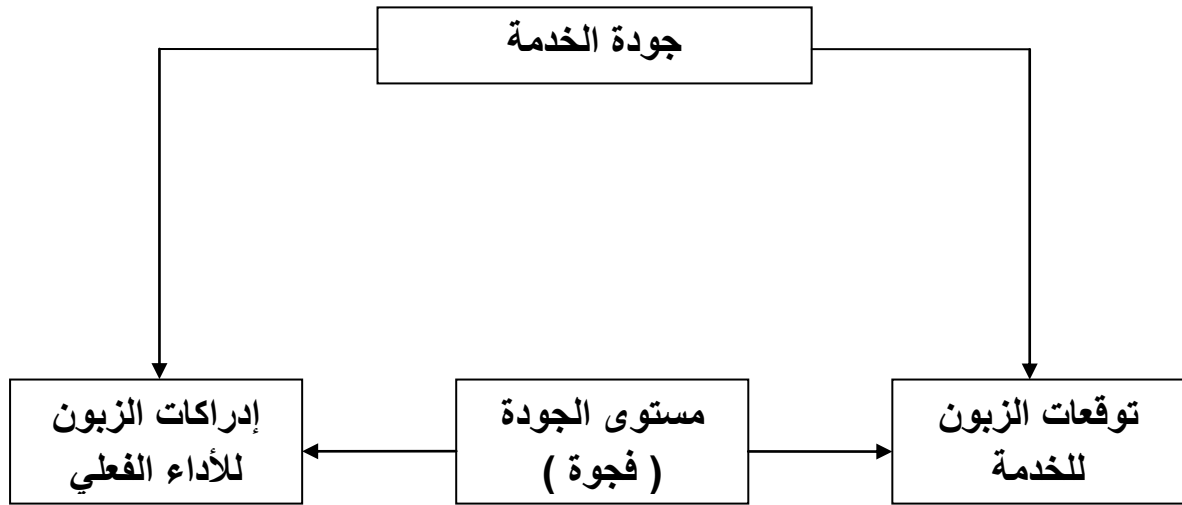 جودة الخدمة
توقعات الزبون
للخدمة
مستوى الجودة
( فجوة )
إدراكات الزبون
للأداء الفعلي